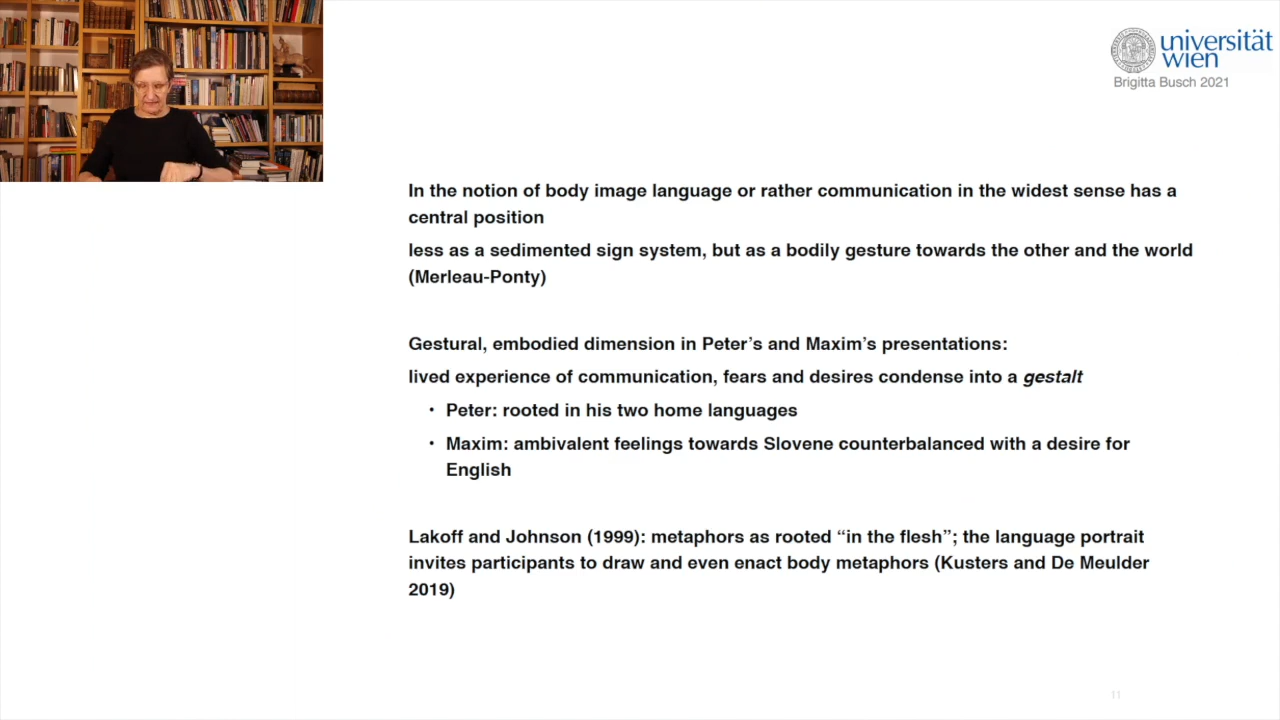 universität
wien
Brigitta Busch 2021
In the notion of body image language or rather communication in the widest sense has a
central position
less as a sedimented sign system, but as a bodily gesture towards the other and the world
(Merleau-Ponty)
Gestural, embodied dimension in Peter’s and Maxim’s presentations:
lived experience of communication, fears and desires condense into a gestalt
• Peter: rooted in his two home languages
• Maxim: ambivalent feelings towards Slovene counterbalanced with a desire for
English
Lakoff and Johnson (1999): metaphors as rooted “in the flesh”; the language portrait
invites participants to draw and even enact body metaphors (Kusters and De Meulder
2019)
11